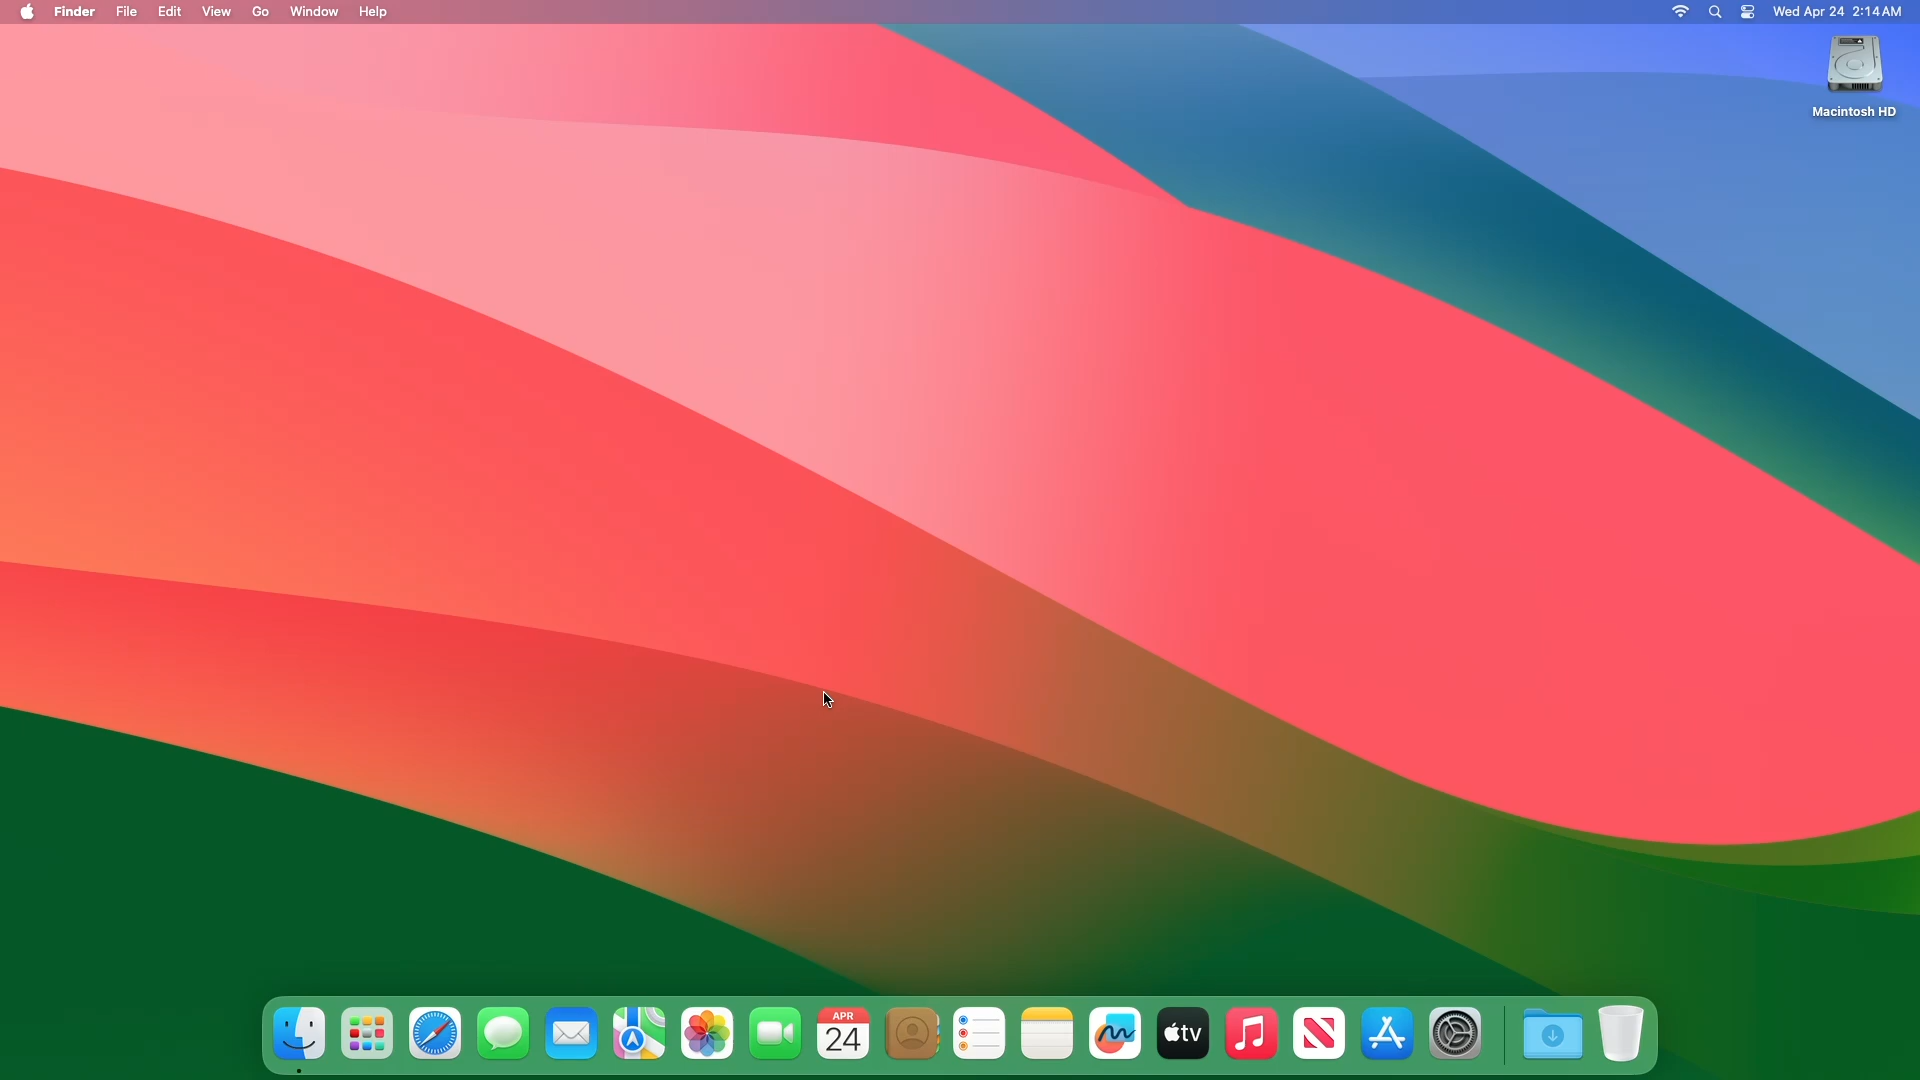 Finder File Edit View Go Window Help Wed Apr 24 2:14 AM
Macintosh HD
APR
24
tv